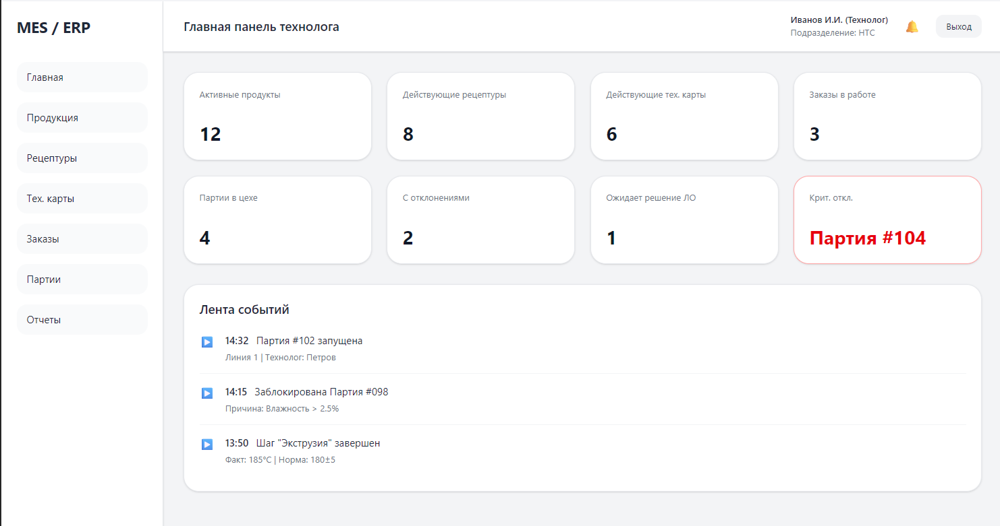 MES / ERP
Главная
Продукция
Рецептуры
Тех. карты
Заказы
Партии
Отчеты
Главная панель технолога
Иванов И.И. (Технолог)
Подразделение: НТС
Выход
Активные продукты
12
Действующие рецептуры
8
Действующие тех. карты
6
Заказы в работе
3
Партии в цехе
4
С отклонениями
2
Ожидает решение ЛО
1
Крит. откл.
Партия #104
Лента событий
14:32 Партия #102 запущена
Линия 1 | Технолог: Петров
14:15 Заблокирована Партия #098
Причина: Влажность > 2.5%
13:50 Шаг "Экструзия" завершен
Факт: 185°C | Норма: 180±5